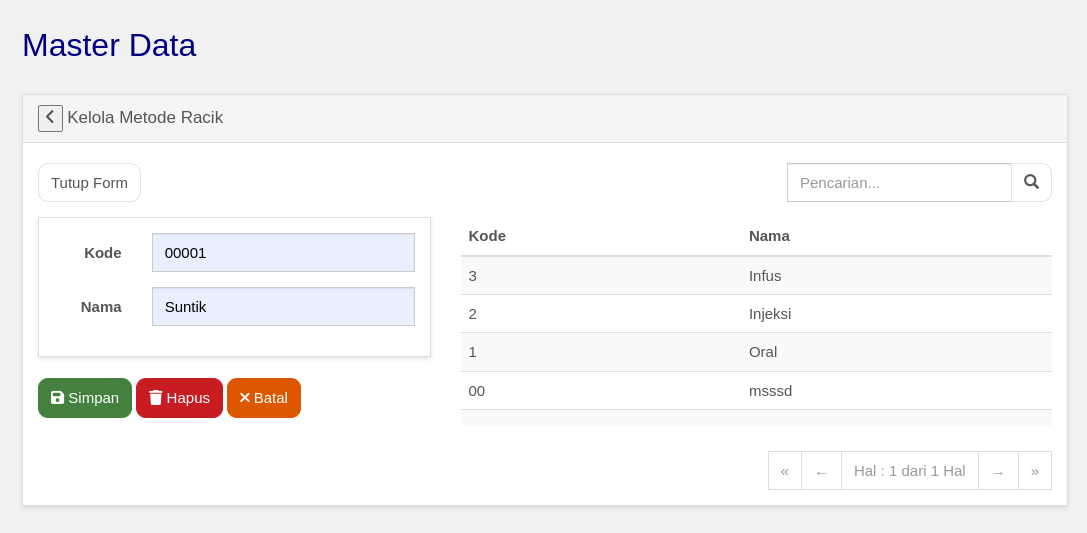 Master Data
Kelola Metode Racik
Tutup Form
Pencarian...
Kode 00001
Nama Suntik
Simpan Hapus Batal
Kode Nama
3 Infus
2 Injeksi
1 Oral
00 msssd
« ← Hal : 1 dari 1 Hal → »